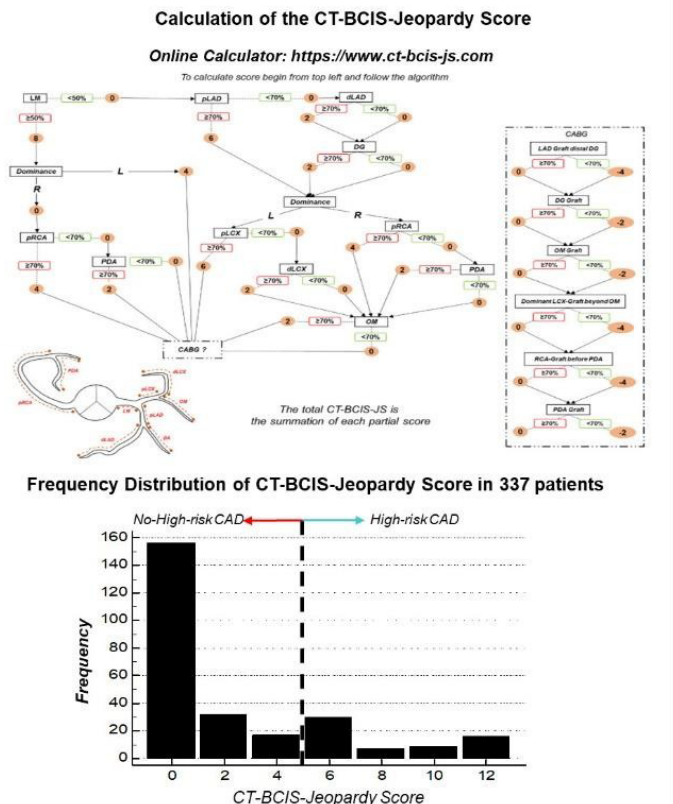 Calculation of the CT-BCIS-Jeopardy Score
Online Calculator: https://www.ct-bcis-js.com
To calculate score begin from top left and follow the algorithm
LM <50% 0 pLAD <70% 0 dLAD
≥50% ≥70% ≥70% <70%
8 6 2 0
DG
≥70% <70%
2 0
Dominance L 4
R
0
Dominance
L R
pRCA <70% 0
≥70% PDA <70% 0
≥70%
4 2
pLCX <70% 0
≥70%
6
dLCX
≥70% <70%
2 0
pRCA
≥70% <70%
4 0
2 ≥70% PDA
<70%
0
OM
2 ≥70%
<70%
0
CABG ?
CABG
LAD Graft distal DG
≥70% <70%
0 -4
DG Graft
≥70% <70%
0 -2
OM Graft
≥70% <70%
0 -2
Dominant LCX-Graft beyond OM
≥70% <70%
0 -4
RCA-Graft before PDA
≥70% <70%
0 -4
PDA Graft
≥70% <70%
0 -2
PDA
pRCA
LM
pLCX
dLCX
OM
pLAD
dLAD
The total CT-BCIS-JS is
the summation of each partial score
Frequency Distribution of CT-BCIS-Jeopardy Score in 337 patients
No-High-risk CAD High-risk CAD
160
140
120
100
80
60
40
20
0
Frequency
0 2 4 6 8 10 12
CT-BCIS-Jeopardy Score